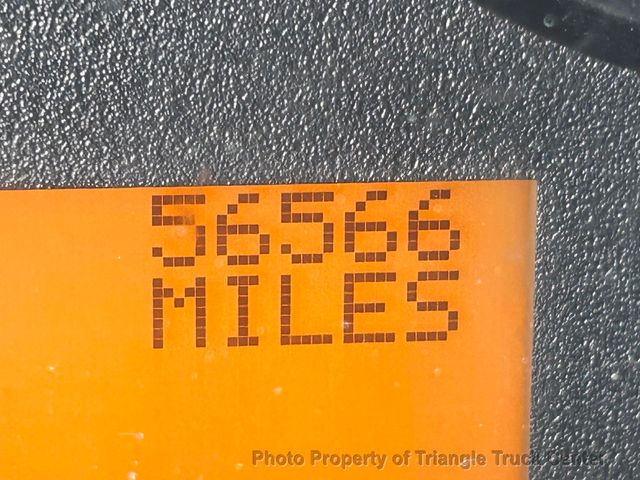 56566
MILES
Photo Property of Triangle Truck Center